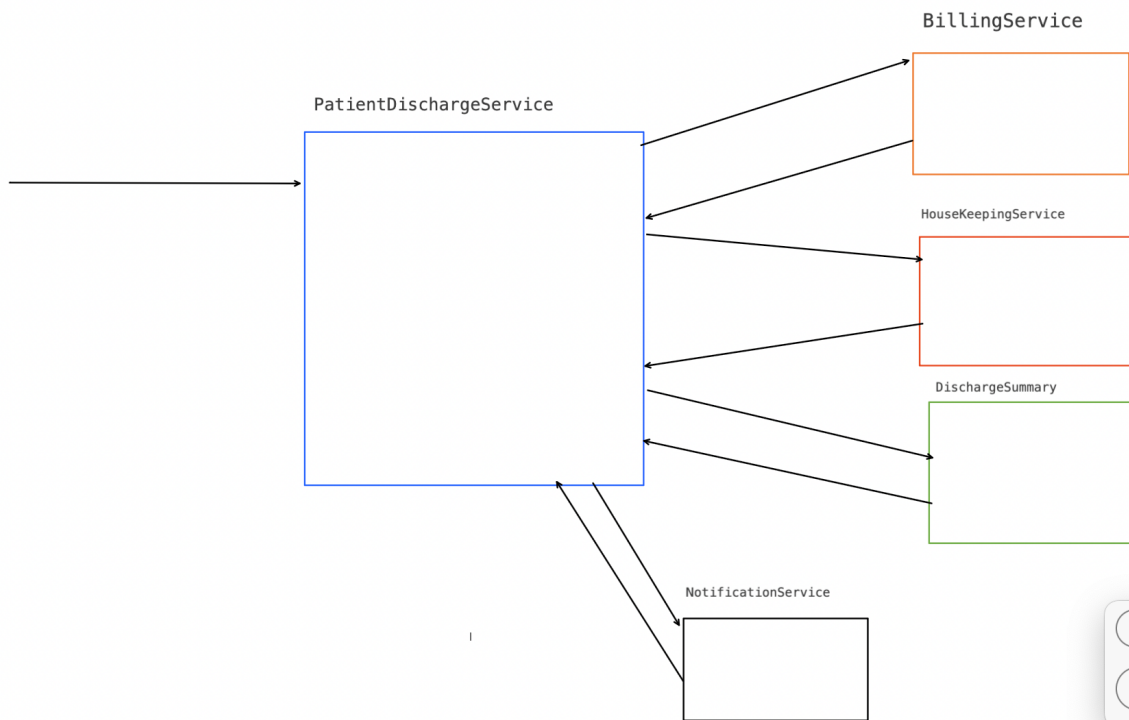 BillingService
PatientDischargeService
HouseKeepingService
DischargeSummary
NotificationService